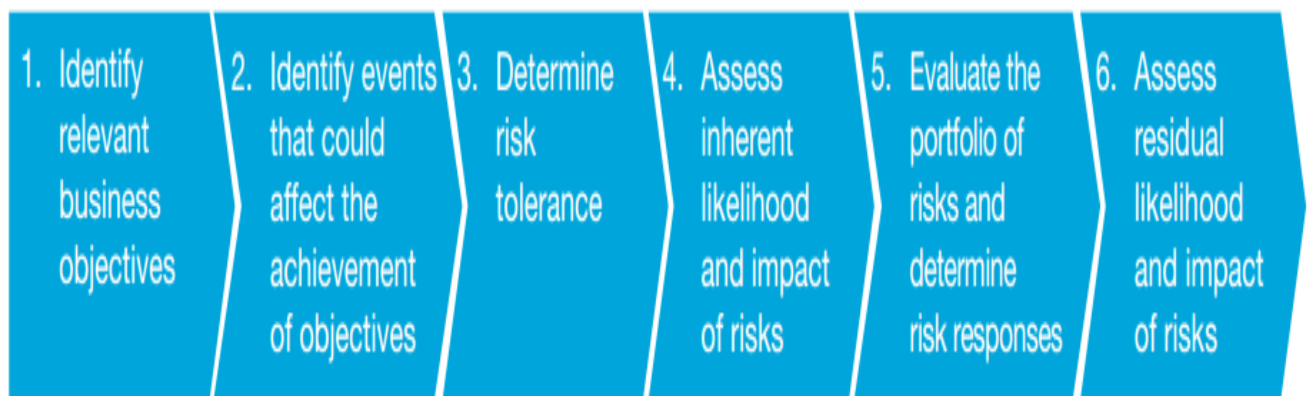 1. Identify
relevant
business
objectives
2. Identify events
that could
affect the
achievement
of objectives
3. Determine
risk
tolerance
4. Assess
inherent
likelihood
and impact
of risks
5. Evaluate the
portfolio of
risks and
determine
risk responses
6. Assess
residual
likelihood
and impact
of risks